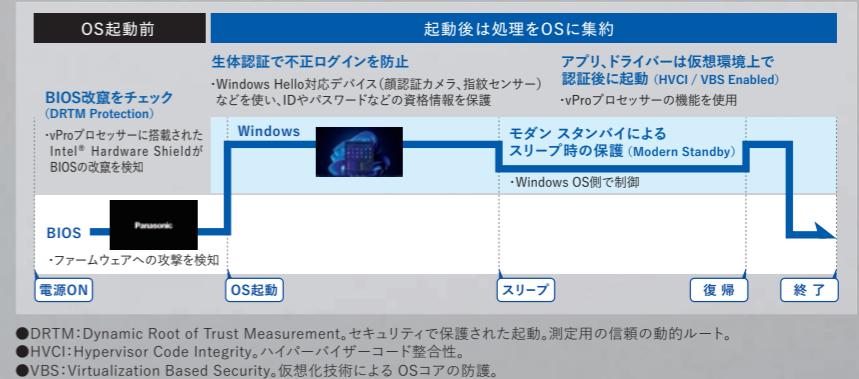 OS起動前
起動後は処理をOSに集約
BIOS改竄をチェック
(DRTM Protection)
・vProプロセッサーに搭載された
Intel® Hardware Shieldが
BIOSの改竄を検知
生体認証で不正ログインを防止
・Windows Hello対応デバイス(顔認証カメラ、指紋センサー)
などを使い、IDやパスワードなどの資格情報を保護
アプリ、ドライバーは仮想環境上で
認証後に起動 (HVCI / VBS Enabled)
・vProプロセッサーの機能を使用
Windows
モダン スタンバイによる
スリープ時の保護 (Modern Standby)
・Windows OS側で制御
BIOS
Panasonic
・ファームウェアへの攻撃を検知
電源ON
OS起動
スリープ
復 帰
終 了
●DRTM:Dynamic Root of Trust Measurement。セキュリティで保護された起動。測定用の信頼の動的ルート。
●HVCI:Hypervisor Code Integrity。ハイパーバイザーコード整合性。
●VBS:Virtualization Based Security。仮想化技術による OSコアの防護。